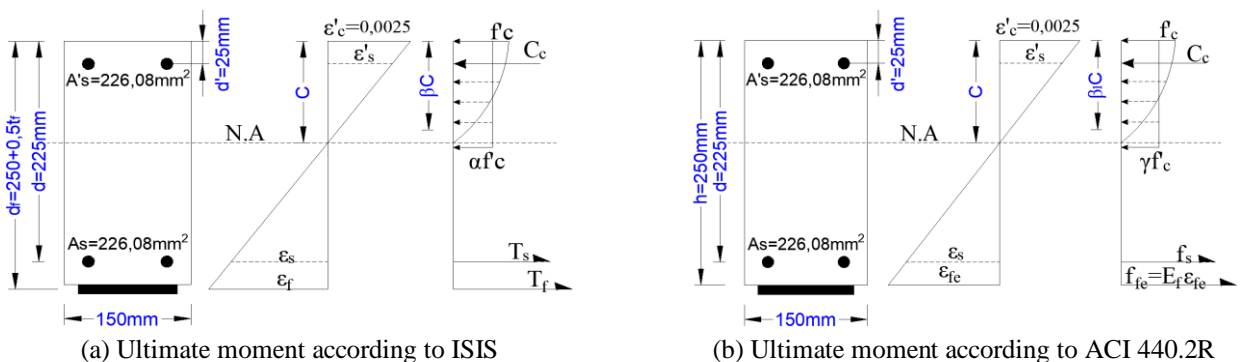 ε'c=0,0025
f'c
Cc
ε's
A's=226,08mm²
d'=25mm
C
βC
N.A
αf'c
df=250+0,5tf
d=225mm
As=226,08mm²
εs
εf
Ts
Tf
150mm
(a) Ultimate moment according to ISIS
ε'c=0,0025
f'c
Cc
ε's
A's=226,08mm²
d'=25mm
C
β1C
N.A
γf'c
h=250mm
d=225mm
As=226,08mm²
εs
εfe
fs
ffe=Efεfe
150mm
(b) Ultimate moment according to ACI 440.2R